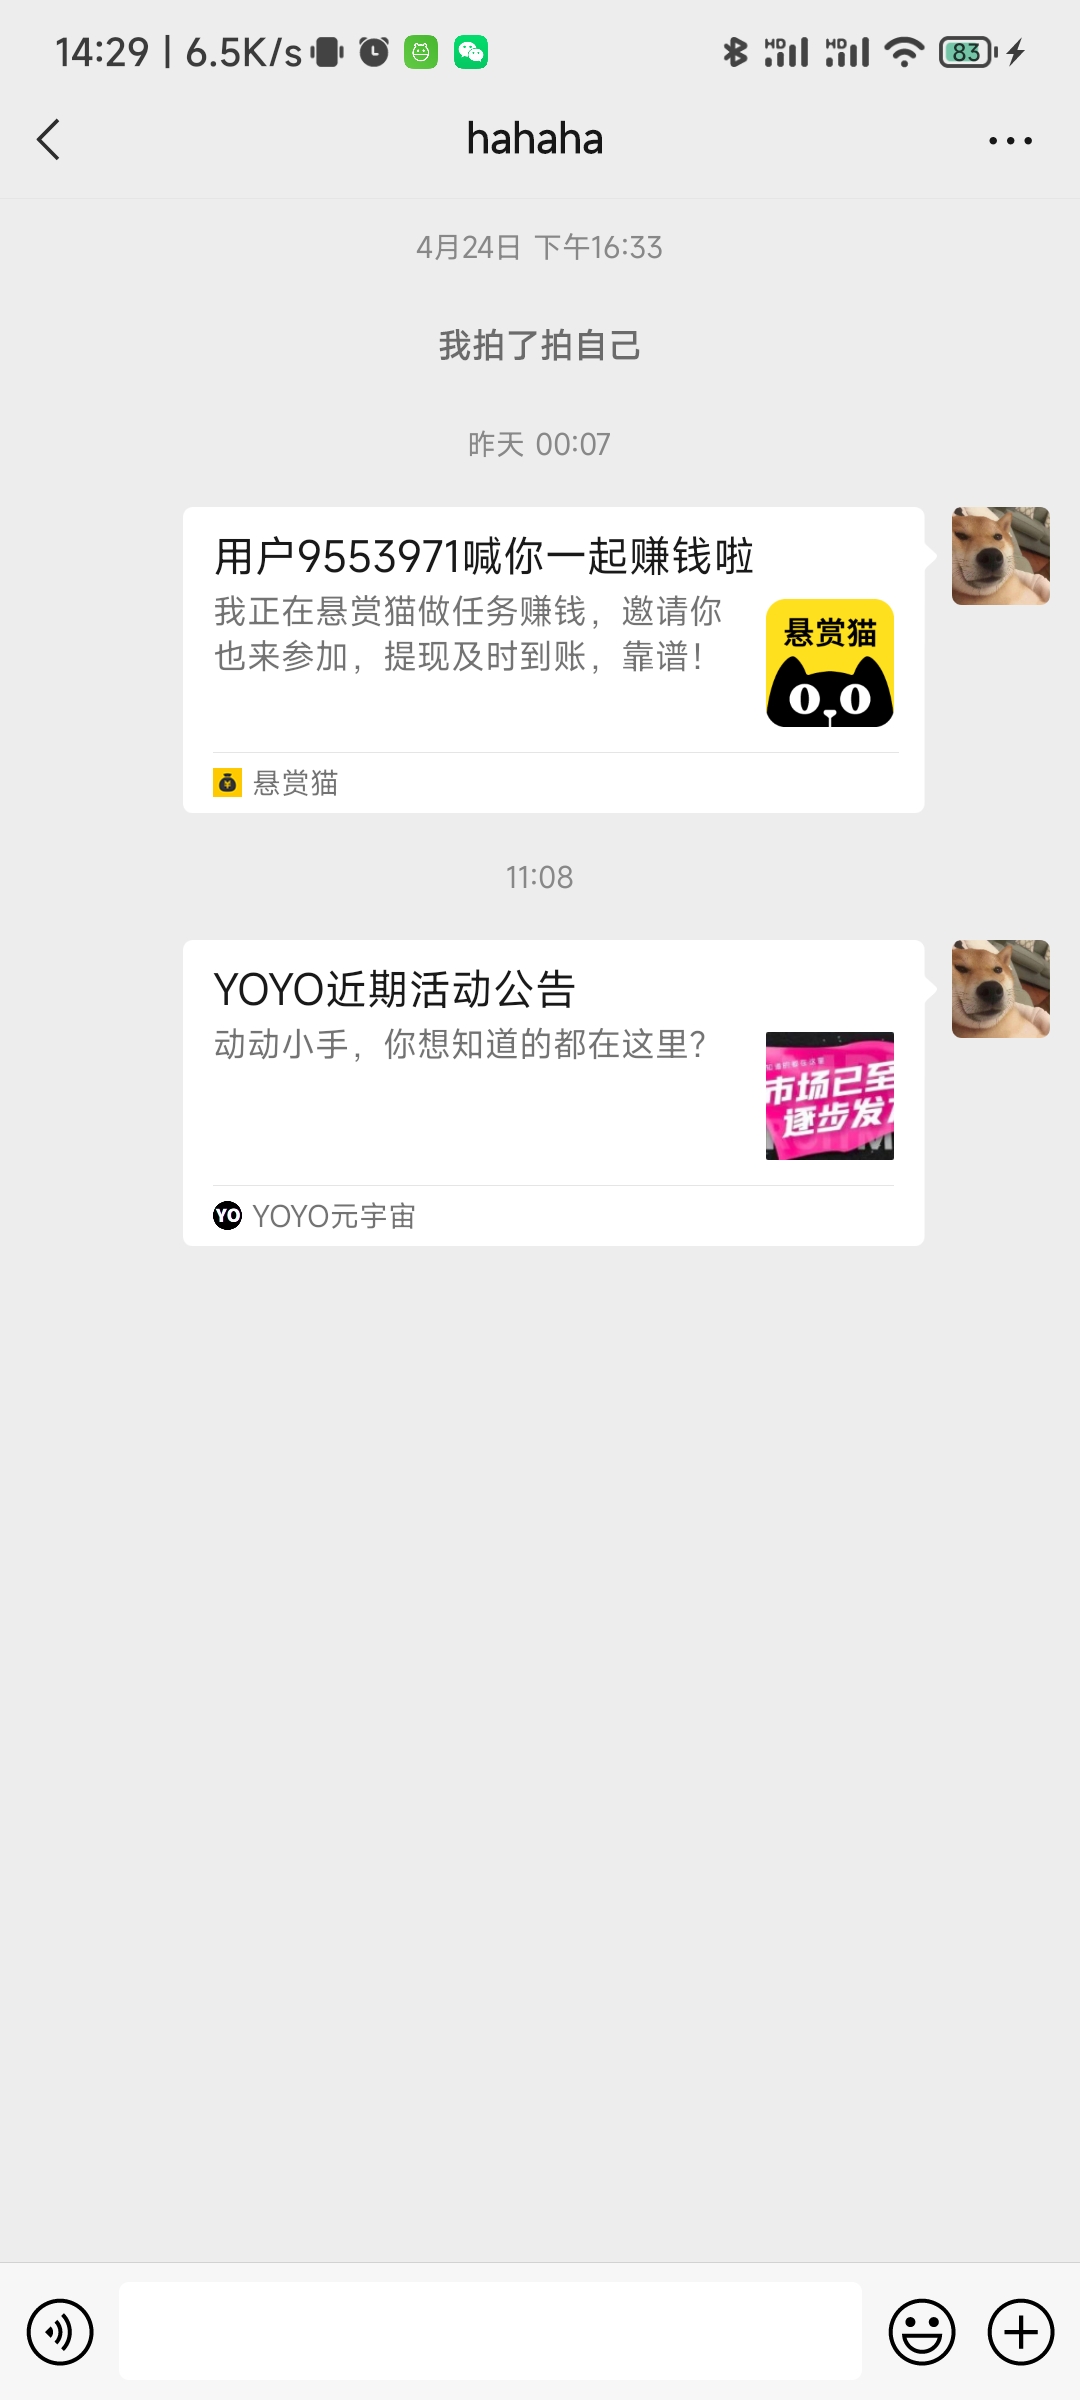 14:29 | 6.5K/s
HD HD 83
hahaha
4月24日 下午16:33
我拍了拍自己
昨天 00:07
用户9553971喊你一起赚钱啦
我正在悬赏猫做任务赚钱，邀请你
也来参加，提现及时到账，靠谱！
悬赏猫
悬赏猫
11:08
YOYO近期活动公告
动动小手，你想知道的都在这里？
市场已至
逐步发
YO YOYO元宇宙